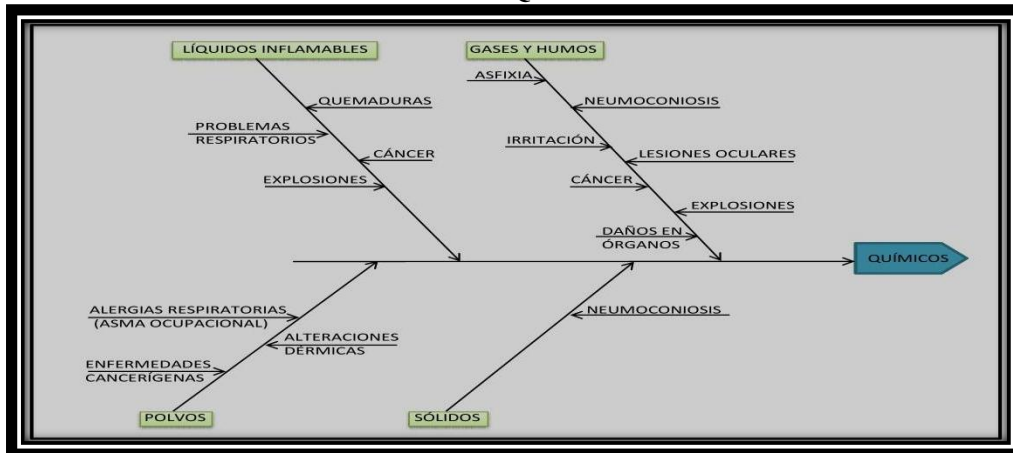 LÍQUIDOS INFLAMABLES
QUEMADURAS
PROBLEMAS
RESPIRATORIOS
CÁNCER
EXPLOSIONES
GASES Y HUMOS
ASFIXIA
NEUMOCONIOSIS
IRRITACIÓN
LESIONES OCULARES
CÁNCER
EXPLOSIONES
DAÑOS EN
ÓRGANOS
QUÍMICOS
ALERGIAS RESPIRATORIAS
(ASMA OCUPACIONAL)
ALTERACIONES
DÉRMICAS
ENFERMEDADES
CANCERÍGENAS
POLVOS
NEUMOCONIOSIS
SÓLIDOS